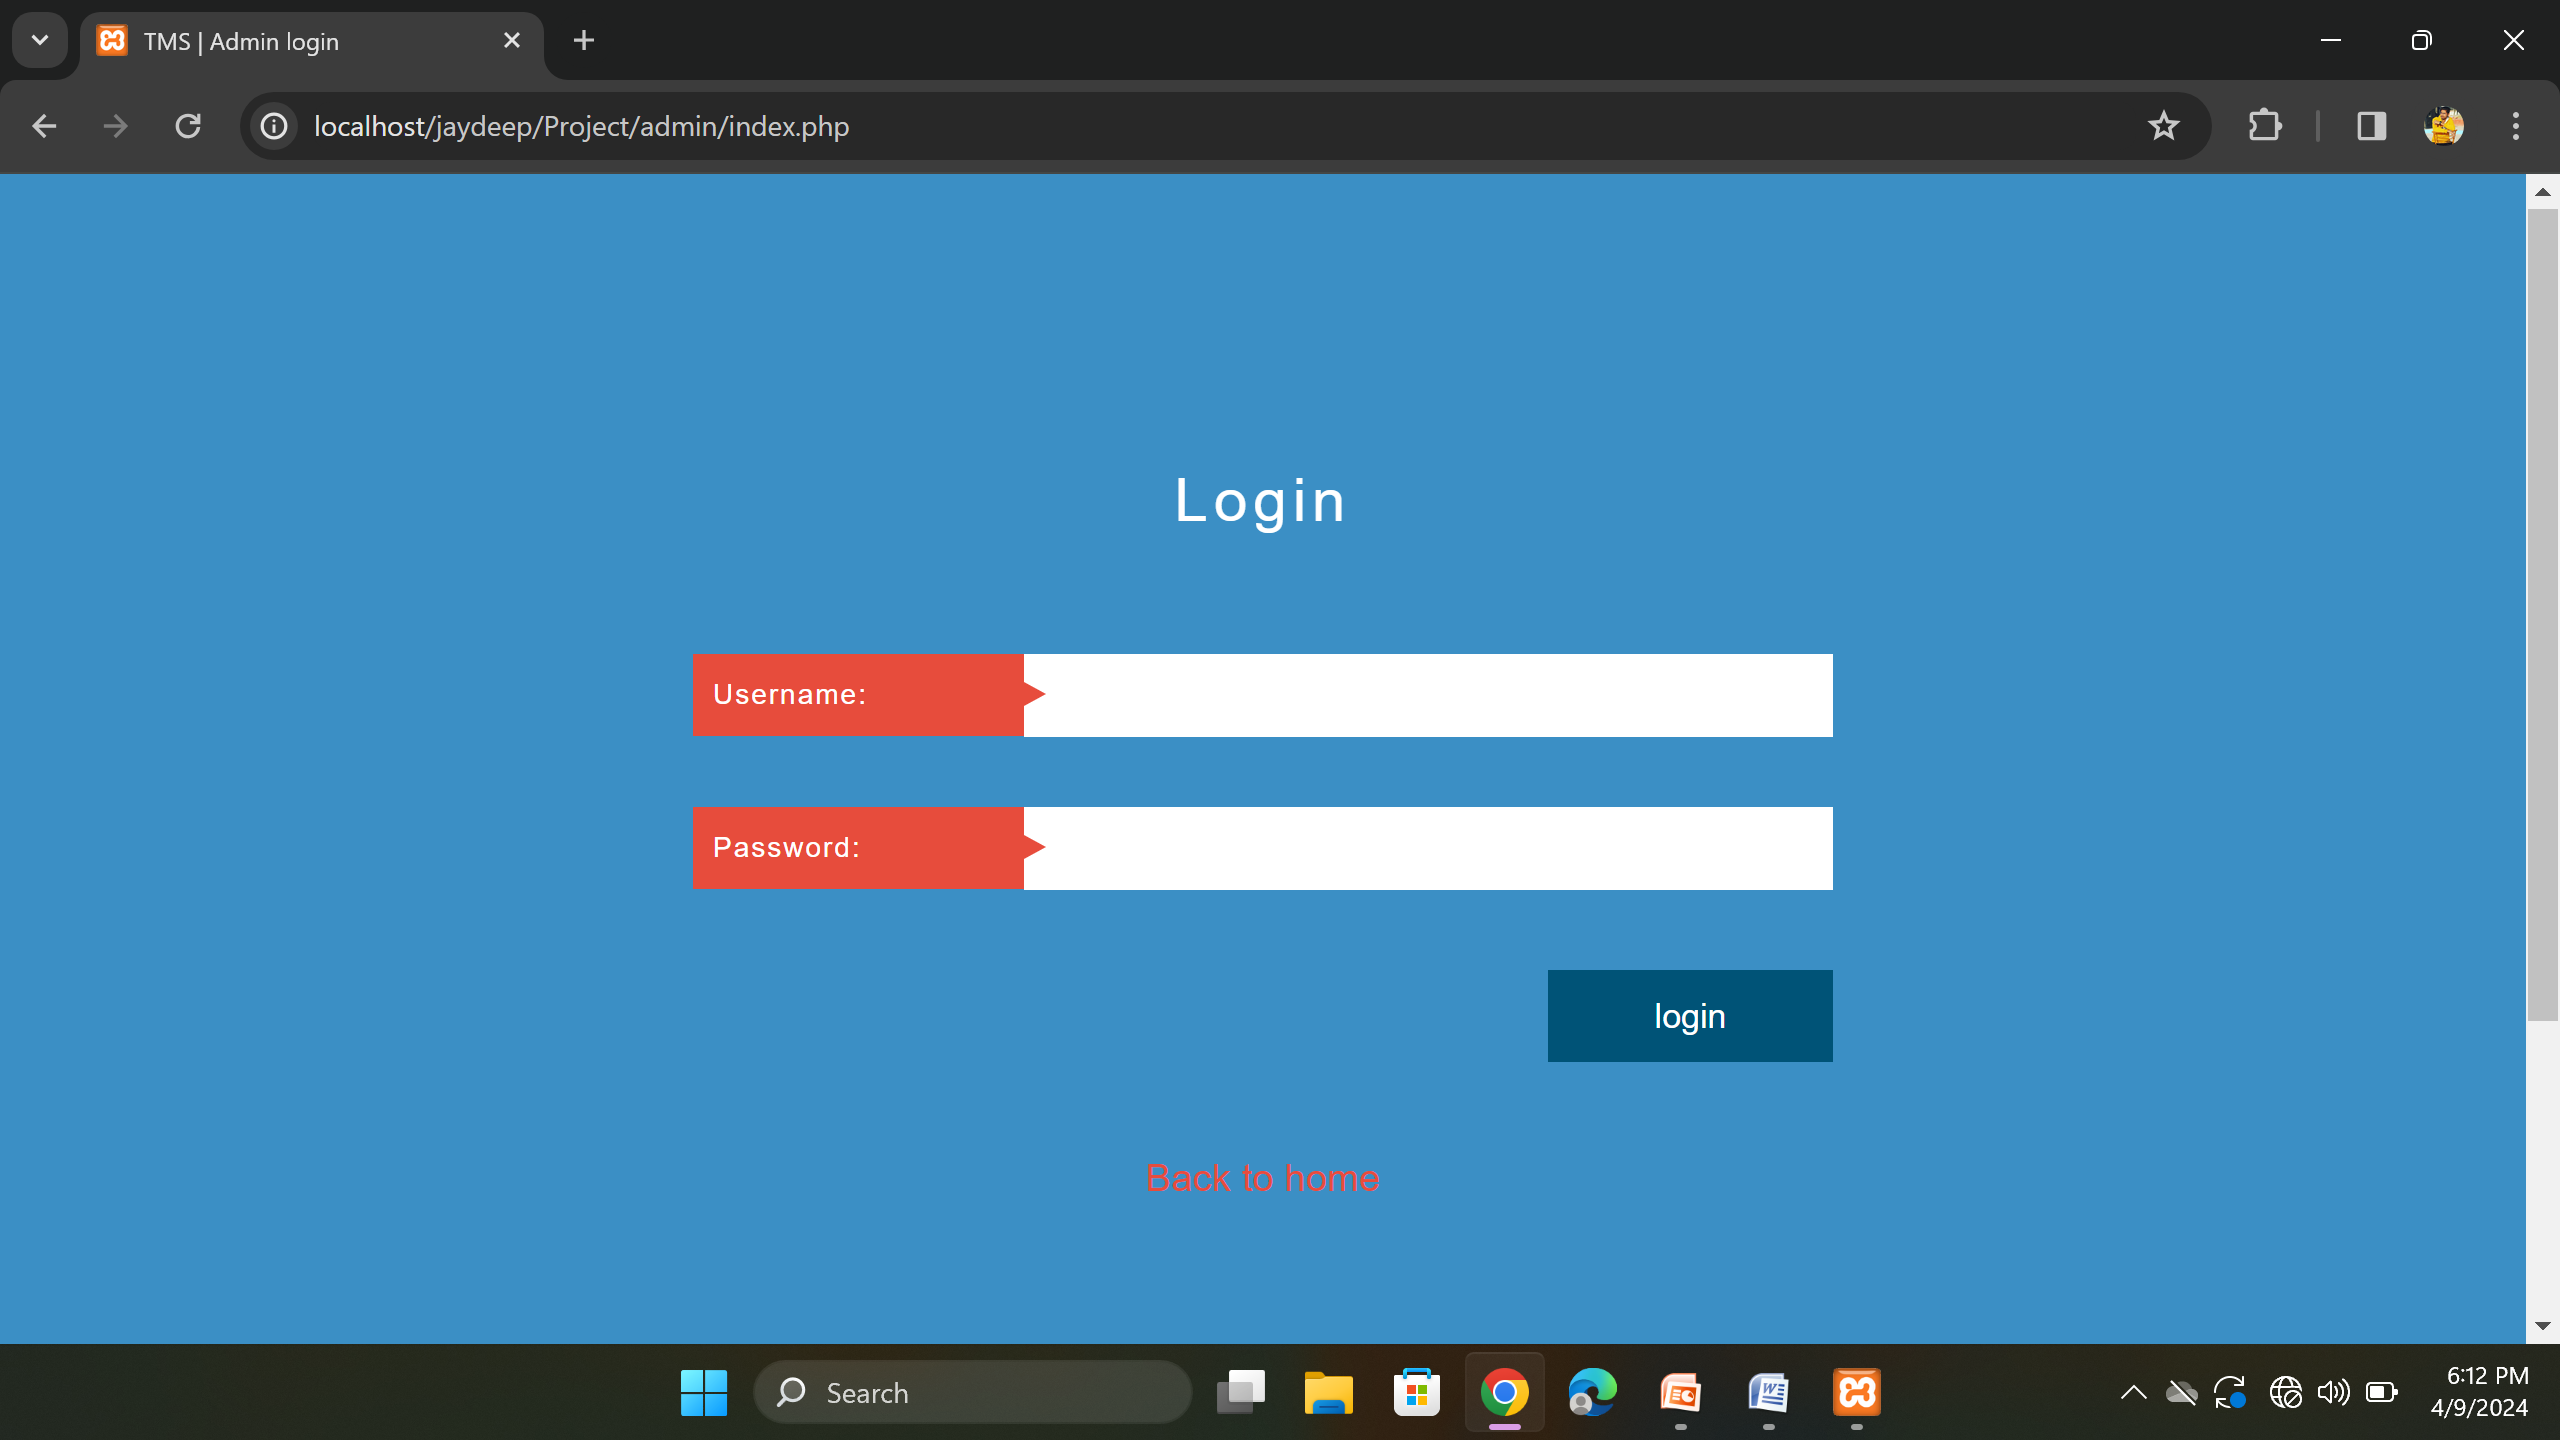 TMS | Admin login
localhost/jaydeep/Project/admin/index.php
Login
Username:
Password:
login
Back to home
Search
6:12 PM
4/9/2024